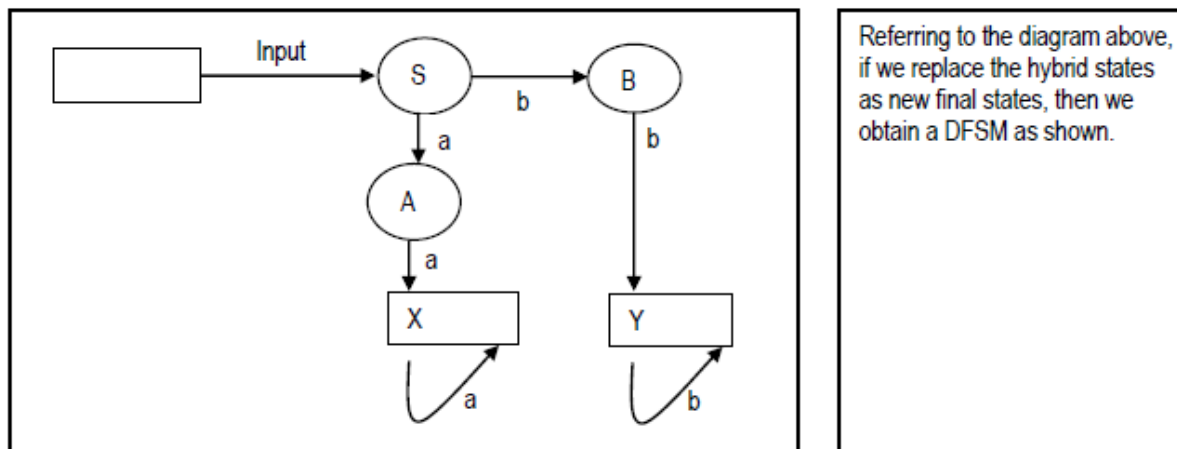 Input
S
b
B
a
b
A
a
X
Y
a
b
Referring to the diagram above,
if we replace the hybrid states
as new final states, then we
obtain a DFSM as shown.